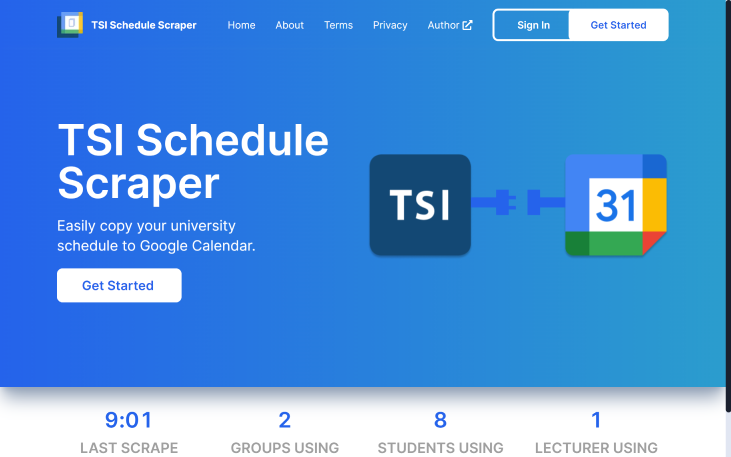 TSI Schedule Scraper Home About Terms Privacy Author Sign In Get Started
TSI Schedule
Scraper
Easily copy your university
schedule to Google Calendar.
Get Started
TSI
31
9:01 2 8 1
LAST SCRAPE GROUPS USING STUDENTS USING LECTURER USING